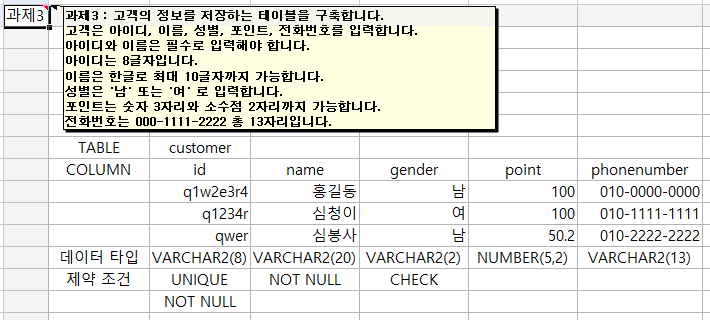 과제3
과제3 : 고객의 정보를 저장하는 테이블을 구축합니다.
고객은 아이디, 이름, 성별, 포인트, 전화번호를 입력합니다.
아이디와 이름은 필수로 입력해야 합니다.
아이디는 8글자입니다.
이름은 한글로 최대 10글자까지 가능합니다.
성별은 '남' 또는 '여' 로 입력합니다.
포인트는 숫자 3자리와 소수점 2자리까지 가능합니다.
전화번호는 000-1111-2222 총 13자리입니다.
TABLE customer
COLUMN id name gender point phonenumber
q1w2e3r4 홍길동 남 100 010-0000-0000
q1234r 심청이 여 100 010-1111-1111
qwer 심봉사 남 50.2 010-2222-2222
데이터 타입 VARCHAR2(8) VARCHAR2(20) VARCHAR2(2) NUMBER(5,2) VARCHAR2(13)
제약 조건 UNIQUE NOT NULL CHECK
NOT NULL